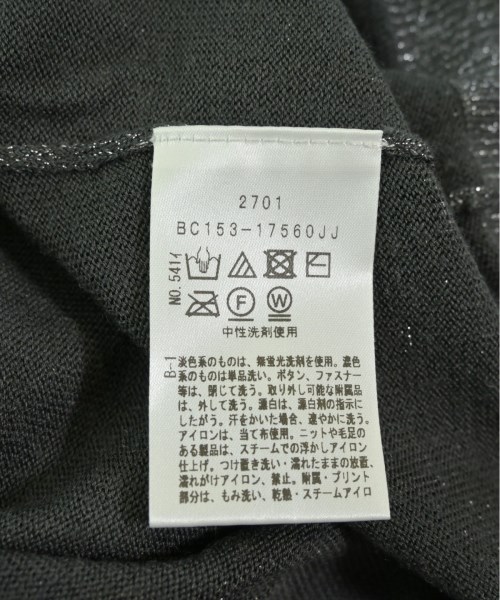 2701
BC153-17560JJ
NO.541イ
F
W
中性洗剤使用
B-1
淡色系のものは、無蛍光洗剤を使用。濃色
系のものは単品洗い。ボタン、ファスナー
等は、閉じて洗う。取り外し可能な附属品
は、外して洗う。漂白は、漂白剤の指示に
したがう。汗をかいた場合、速やかに洗う。
アイロンは、当て布使用。ニットや毛足の
ある製品は、スチームでの浮かしアイロン
仕上げ。つけ置き洗い・濡れたままの放置、
濡れがけアイロン、禁止。附属・プリント
部分は、もみ洗い、乾熱・スチームアイロ